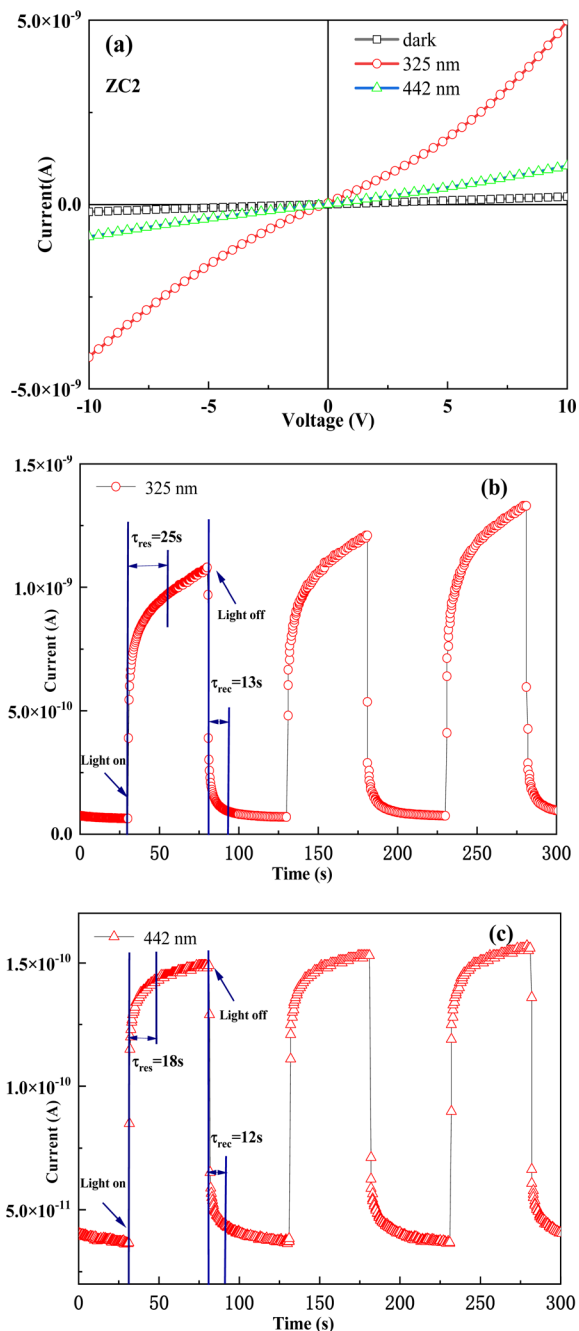 5.0×10⁻⁹
(a)
dark
325 nm
442 nm
ZC2
Current(A)
0.0
-5.0×10⁻⁹
-10
-5
0
5
10
Voltage (V)
1.5×10⁻⁹
325 nm
(b)
τres=25s
1.0×10⁻⁹
Light off
Current (A)
τrec=13s
5.0×10⁻¹⁰
Light on
0.0
0
50
100
150
200
250
300
Time (s)
442 nm
(c)
1.5×10⁻¹⁰
Light off
τres=18s
1.0×10⁻¹⁰
Current (A)
τrec=12s
Light on
5.0×10⁻¹¹
0
50
100
150
200
250
300
Time (s)